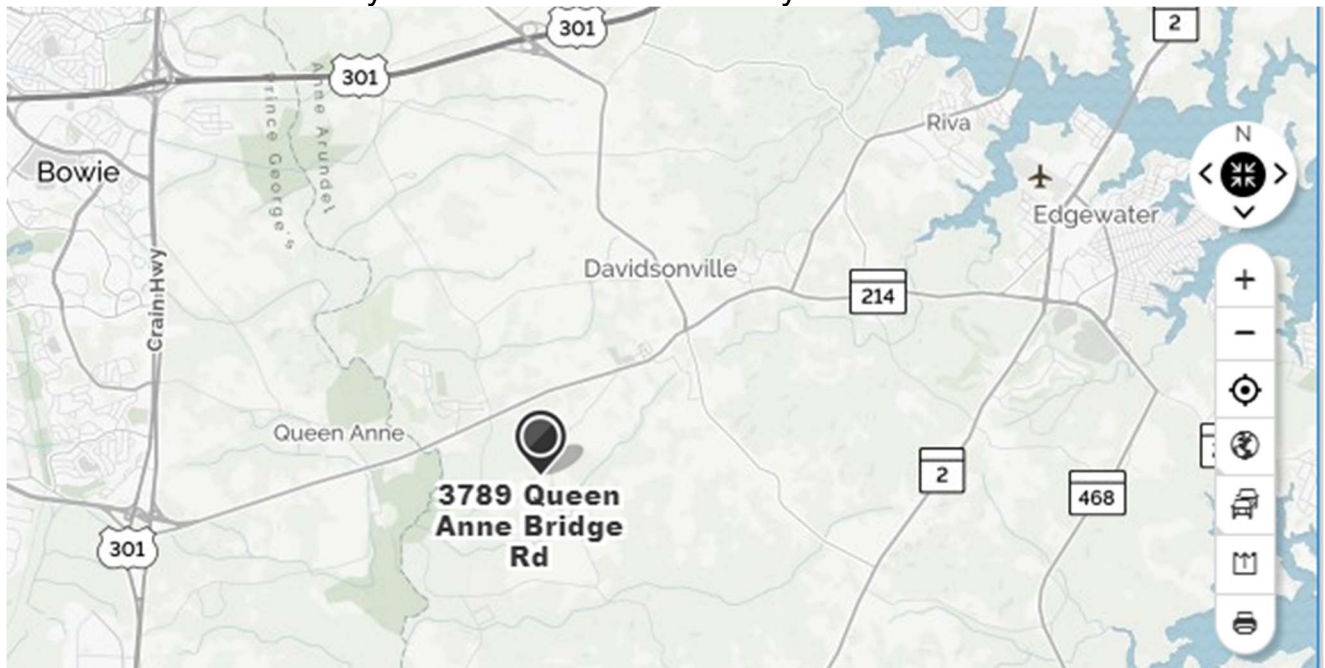 301
2
301
Prince George's
Anne Arundel
Riva
N
Bowie
Edgewater
Crain Hwy
Davidsonville
214
Queen Anne
2
3789 Queen
Anne Bridge
Rd
468
301